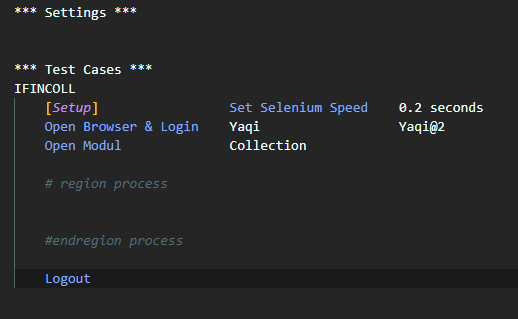 *** Settings ***
*** Test Cases ***
IFINCOLL
[Setup] Set Selenium Speed 0.2 seconds
Open Browser & Login Yaqi Yaqi@2
Open Modul Collection
# region process
#endregion process
Logout